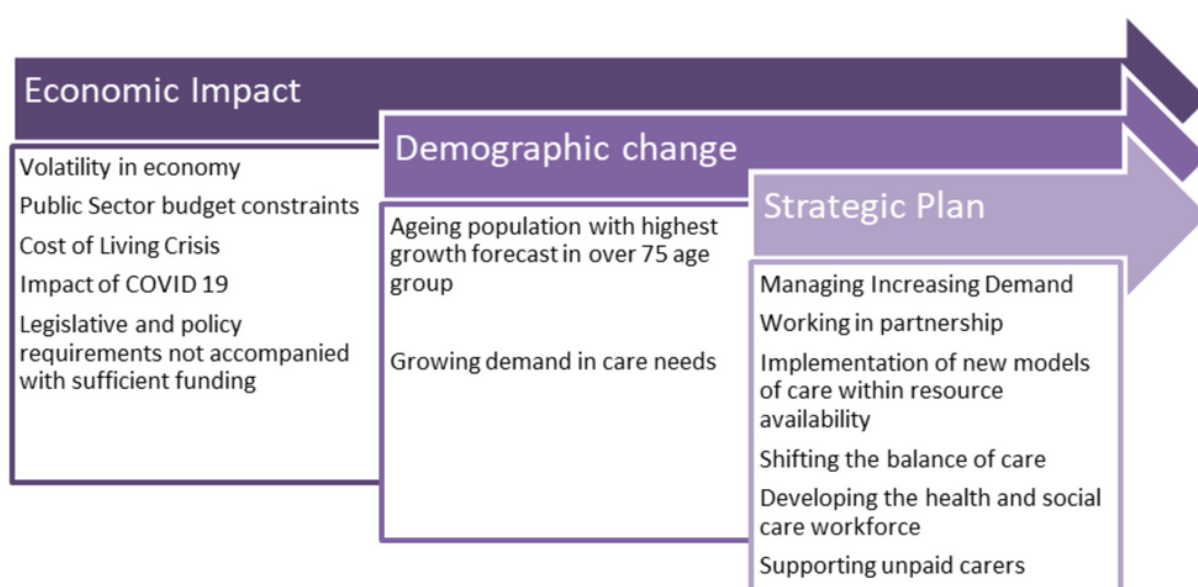 Economic Impact
Volatility in economy
Public Sector budget constraints
Cost of Living Crisis
Impact of COVID 19
Legislative and policy
requirements not accompanied
with sufficient funding
Demographic change
Ageing population with highest
growth forecast in over 75 age
group
Growing demand in care needs
Strategic Plan
Managing Increasing Demand
Working in partnership
Implementation of new models
of care within resource
availability
Shifting the balance of care
Developing the health and social
care workforce
Supporting unpaid carers